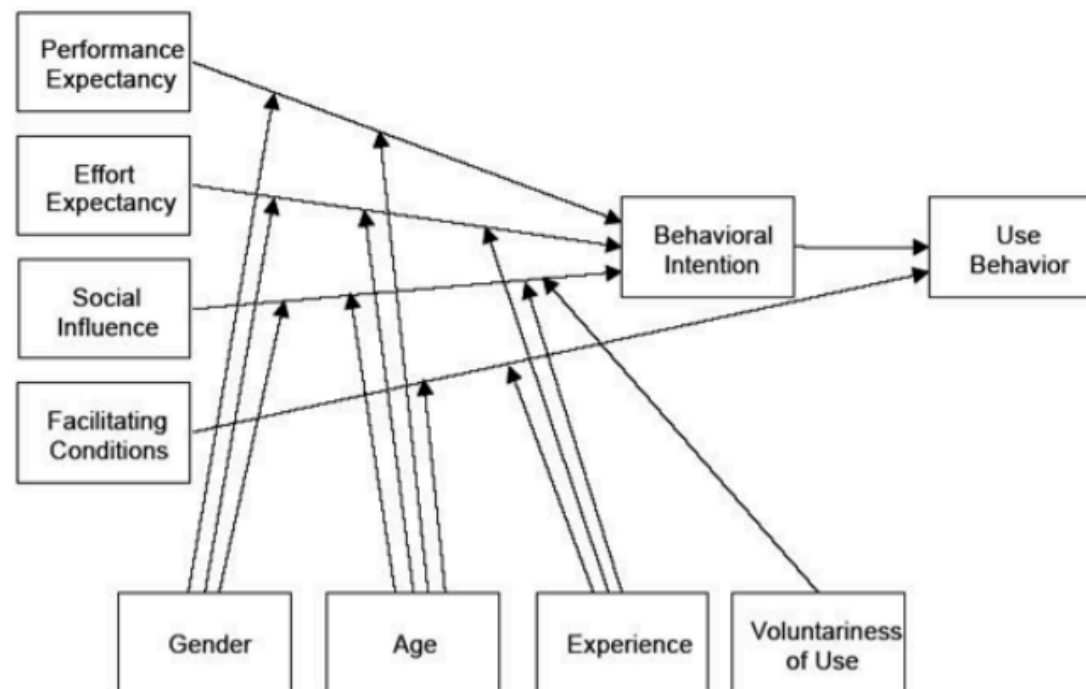 Performance
Expectancy
Effort
Expectancy
Social
Influence
Facilitating
Conditions
Behavioral
Intention
Use
Behavior
Gender
Age
Experience
Voluntariness
of Use